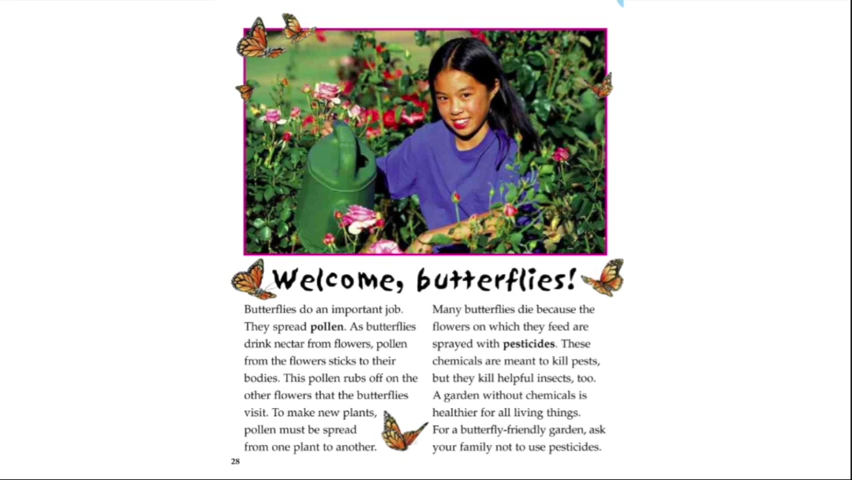 Welcome, butterflies!
Butterflies do an important job.
They spread pollen. As butterflies
drink nectar from flowers, pollen
from the flowers sticks to their
bodies. This pollen rubs off on the
other flowers that the butterflies
visit. To make new plants,
pollen must be spread
from one plant to another.
Many butterflies die because the
flowers on which they feed are
sprayed with pesticides. These
chemicals are meant to kill pests,
but they kill helpful insects, too.
A garden without chemicals is
healthier for all living things.
For a butterfly-friendly garden, ask
your family not to use pesticides.
28